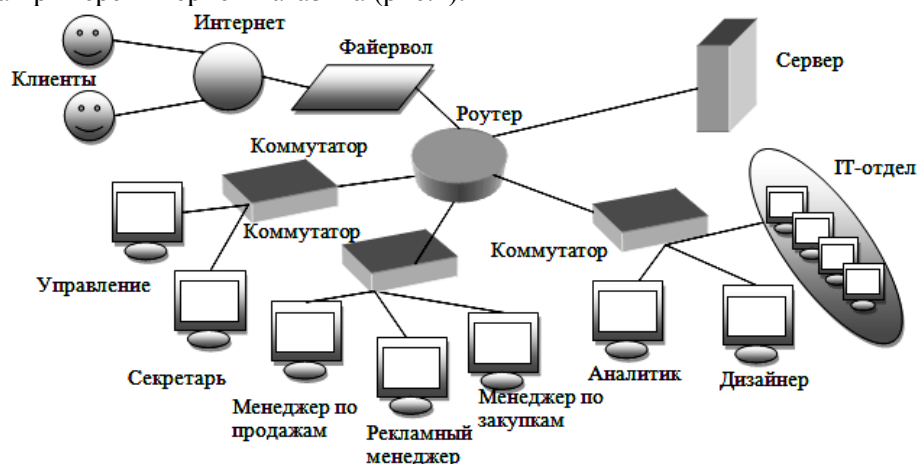 Интернет
Файервол
Клиенты
Сервер
Роутер
Коммутатор
IT-отдел
Коммутатор
Коммутатор
Управление
Секретарь
Менеджер по
продажам
Рекламный
менеджер
Менеджер по
закупкам
Аналитик
Дизайнер